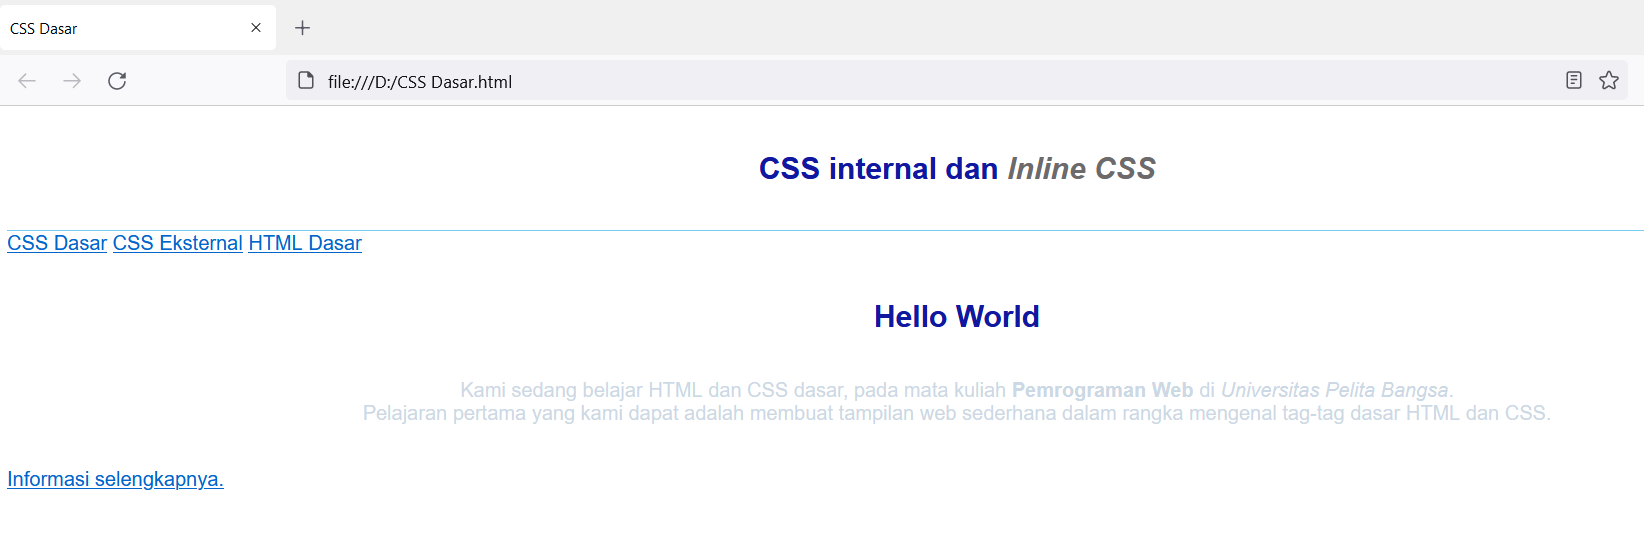 CSS Dasar
file:///D:/CSS Dasar.html
CSS internal dan Inline CSS
CSS Dasar CSS Eksternal HTML Dasar
Hello World
Kami sedang belajar HTML dan CSS dasar, pada mata kuliah Pemrograman Web di Universitas Pelita Bangsa.
Pelajaran pertama yang kami dapat adalah membuat tampilan web sederhana dalam rangka mengenal tag-tag dasar HTML dan CSS.
Informasi selengkapnya.